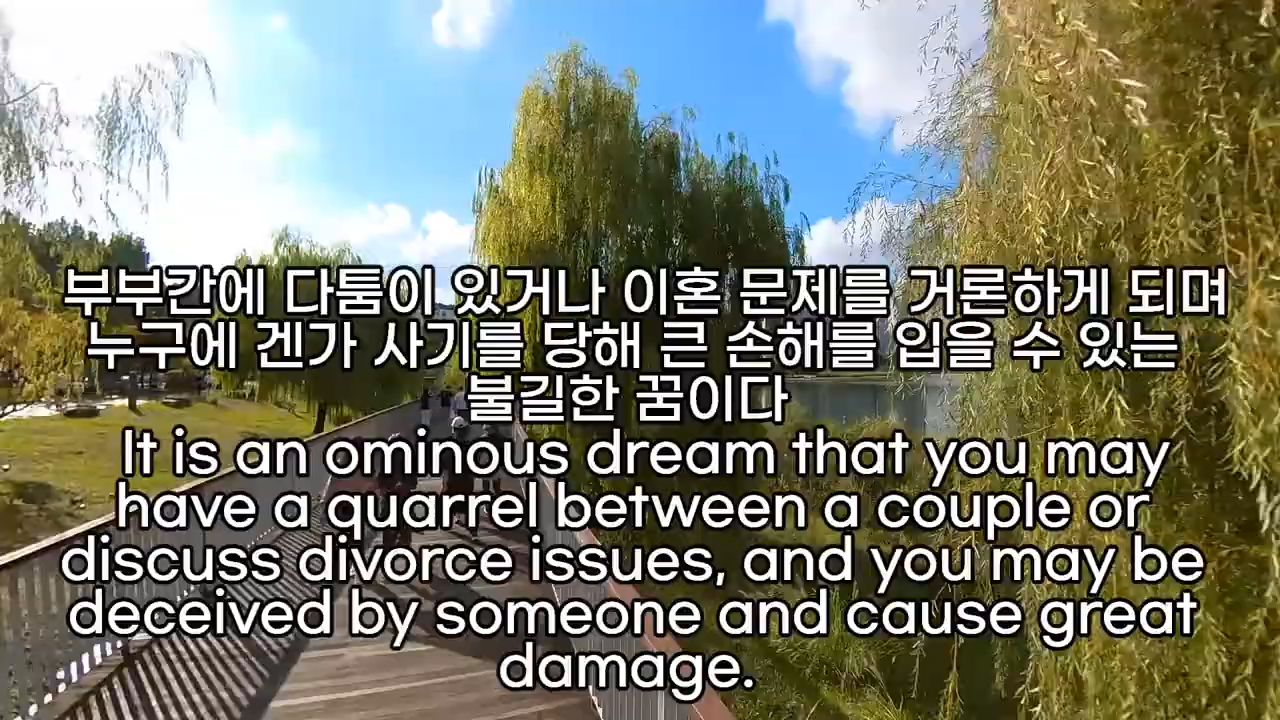 부부간에 다툼이 있거나 이혼 문제를 거론하게 되며
누구에 겐가 사기를 당해 큰 손해를 입을 수 있는
불길한 꿈이다
It is an ominous dream that you may
have a quarrel between a couple or
discuss divorce issues, and you may be
deceived by someone and cause great
damage.